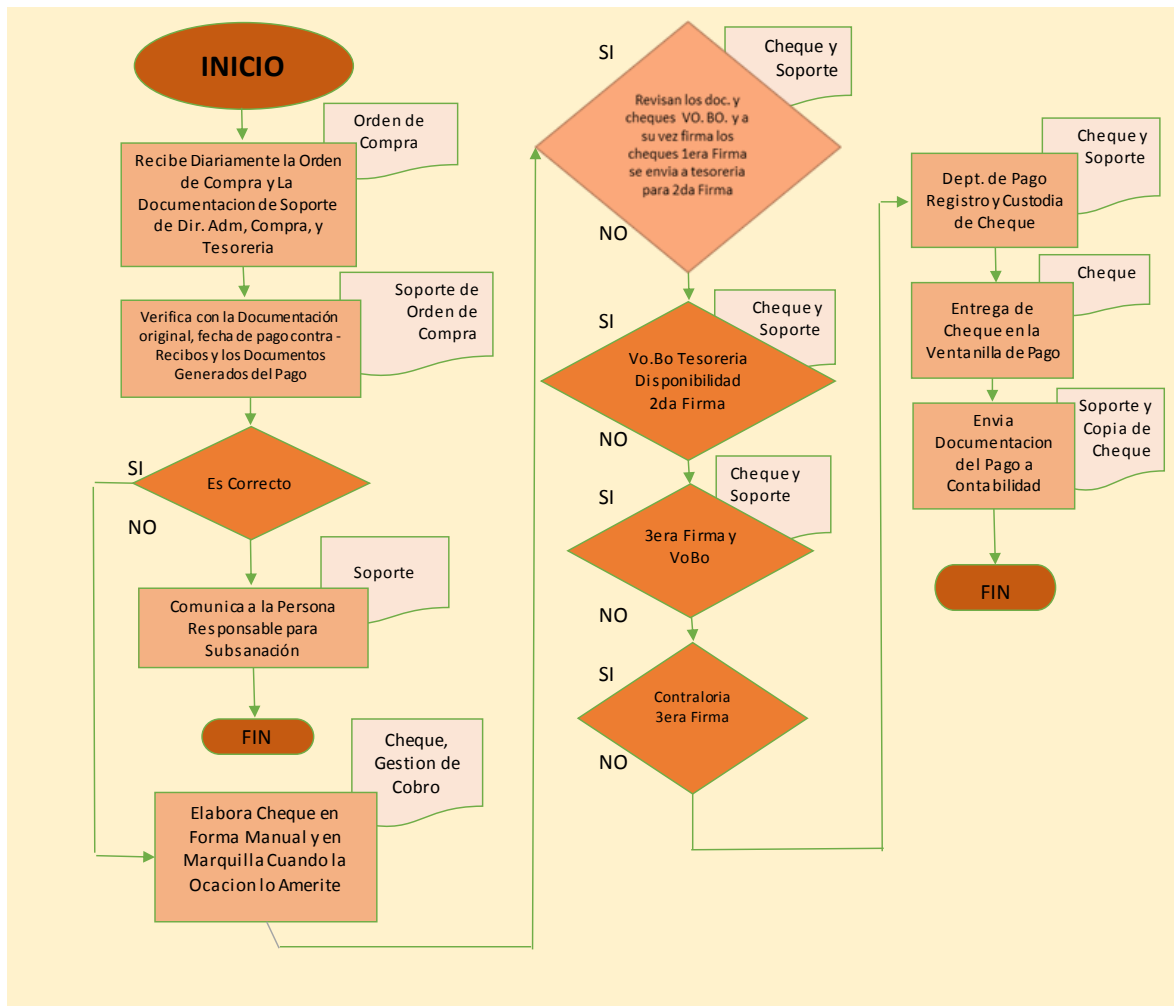 INICIO
Orden de
Compra
Recibe Diariamente la Orden
de Compra y La
Documentacion de Soporte
de Dir. Adm, Compra, y
Tesoreria
Soporte de
Orden de
Compra
Verifica con la Documentación
original, fecha de pago contra -
Recibos y los Documentos
Generados del Pago
SI
Es Correcto
NO
Soporte
Comunica a la Persona
Responsable para
Subsanación
FIN
Cheque,
Gestion de
Cobro
Elabora Cheque en
Forma Manual y en
Marquilla Cuando la
Ocacion lo Amerite
SI
Cheque y
Soporte
Revisan los doc. y
cheques VO. BO. y a
su vez firma los
cheques 1era Firma
se envia a tesoreria
para 2da Firma
NO
SI
Cheque y
Soporte
Vo.Bo Tesoreria
Disponibilidad
2da Firma
NO
Cheque y
Soporte
SI
3era Firma y
VoBo
NO
SI
Contraloria
3era Firma
NO
Cheque y
Soporte
Dept. de Pago
Registro y Custodia
de Cheque
Cheque
Entrega de
Cheque en la
Ventanilla de Pago
Soporte y
Copia de
Cheque
Envia
Documentacion
del Pago a
Contabilidad
FIN